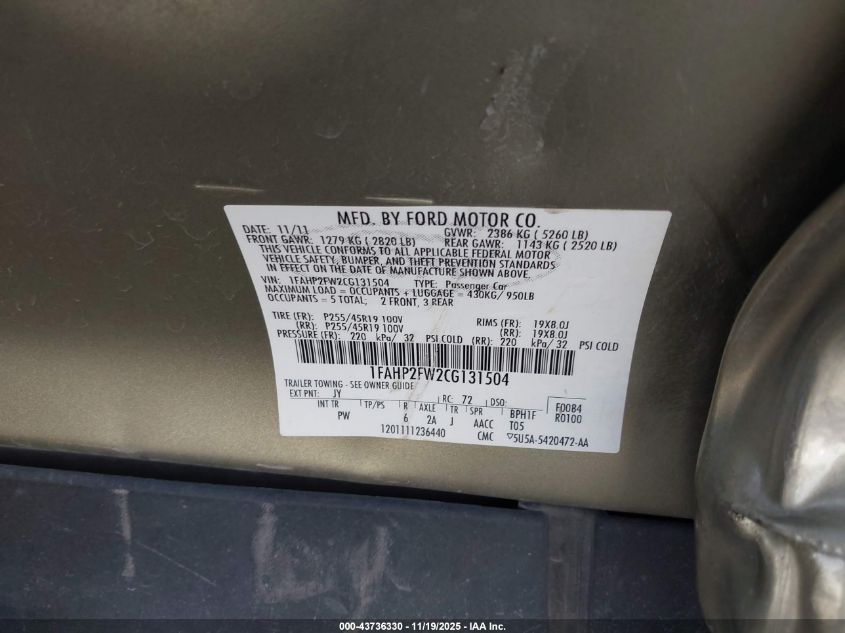 MFD. BY FORD MOTOR CO.
DATE: 11/11 GVWR: 2386 KG ( 5260 LB)
FRONT GAWR: 1279 KG ( 2820 LB) REAR GAWR: 1143 KG ( 2520 LB)
THIS VEHICLE CONFORMS TO ALL APPLICABLE FEDERAL MOTOR
VEHICLE SAFETY, BUMPER, AND THEFT PREVENTION STANDARDS
IN EFFECT ON THE DATE OF MANUFACTURE SHOWN ABOVE.
VIN: 1FAHP2FW2CG131504 TYPE: Passenger Car
MAXIMUM LOAD = OCCUPANTS + LUGGAGE = 430KG/ 950LB
OCCUPANTS = 5 TOTAL; 2 FRONT, 3 REAR
TIRE (FR): P255/45R19 100V RIMS (FR): 19X8.0J
(RR): P255/45R19 100V (RR): 19X8.0J
PRESSURE (FR): 220 kPa/ 32 PSI COLD (RR): 220 kPa/ 32 PSI COLD
1FAHP2FW2CG131504
TRAILER TOWING - SEE OWNER GUIDE
EXT PNT: JY RC: 72 DSO: F0084
INT TR TP/PS R AXLE TR SPR BPH1F R0100
PW 6 2A J AACC T05
1201111236440 CMC ▽5U5A-5420472-AA
000-43736330 - 11/19/2025 - IAA Inc.